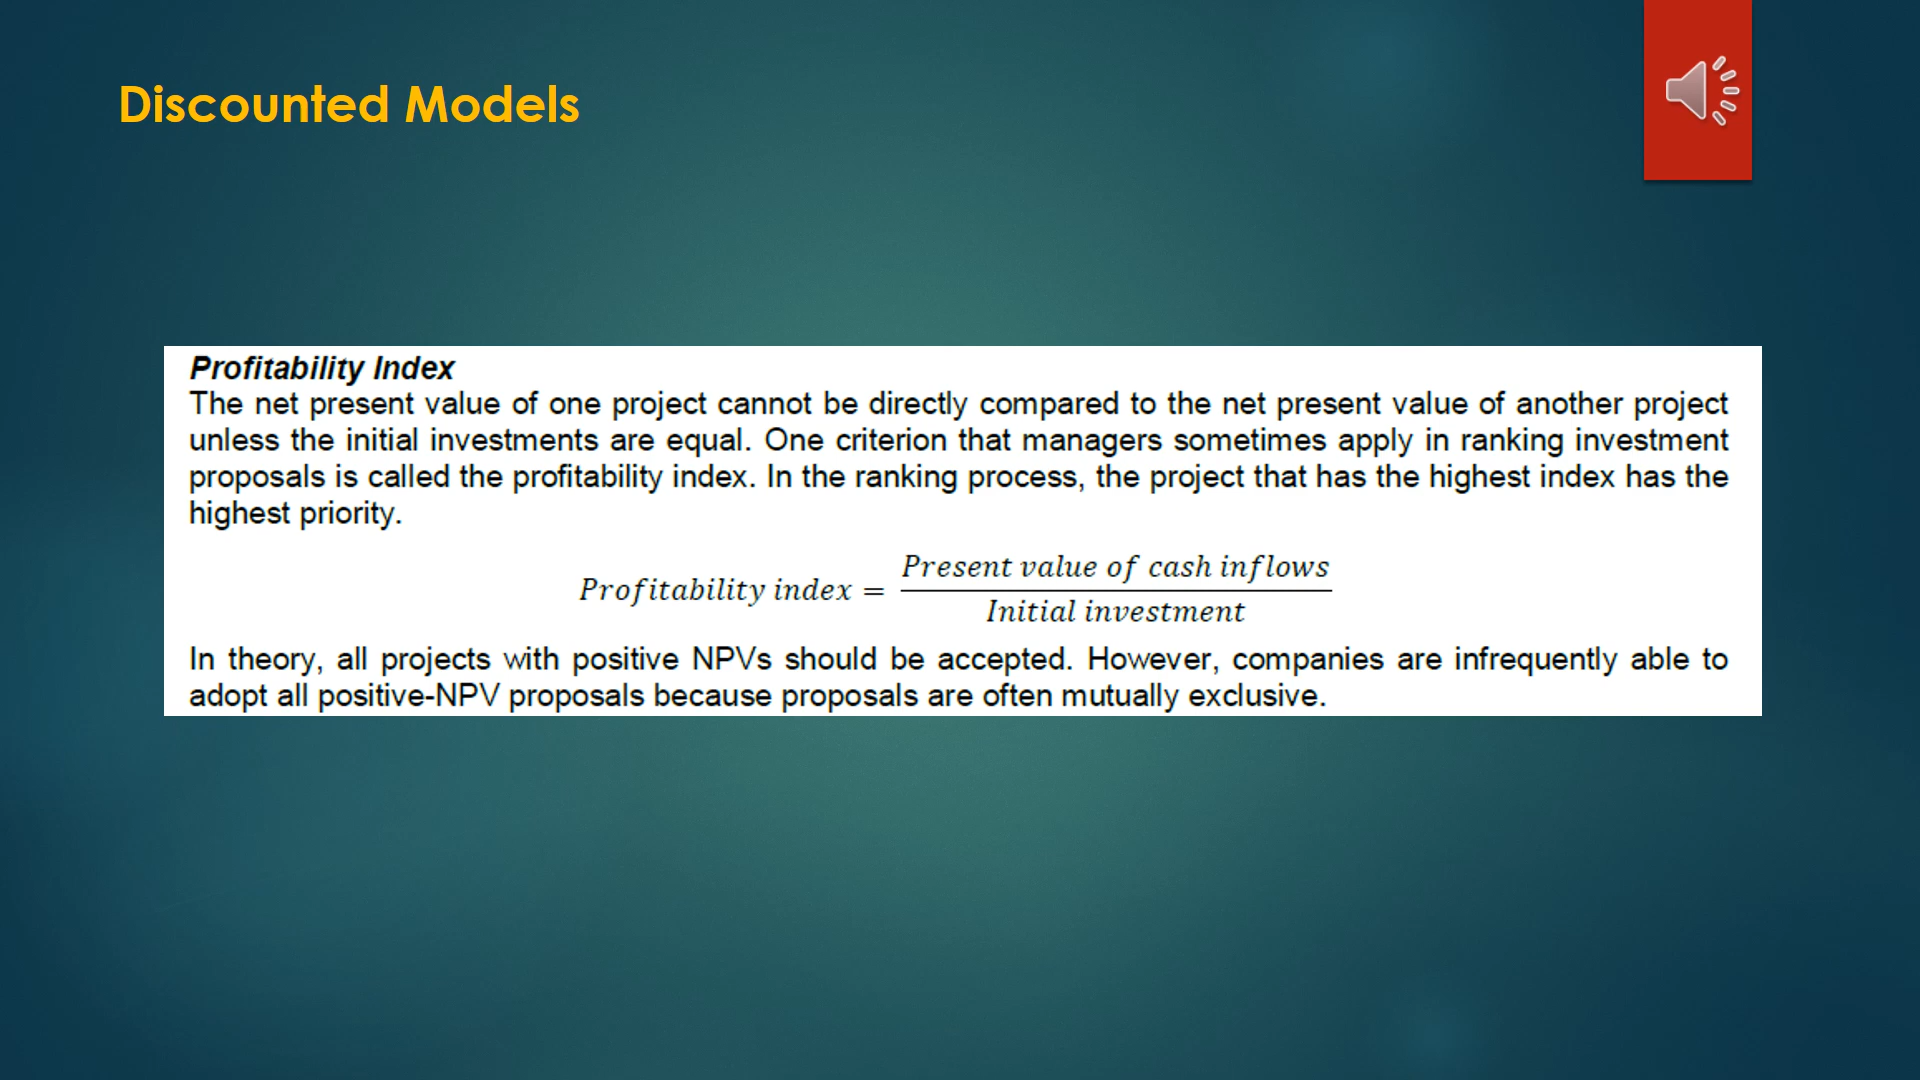 Discounted Models
Profitability Index
The net present value of one project cannot be directly compared to the net present value of another project
unless the initial investments are equal. One criterion that managers sometimes apply in ranking investment
proposals is called the profitability index. In the ranking process, the project that has the highest index has the
highest priority.
Profitability index = Present value of cash inflows / Initial investment
In theory, all projects with positive NPVs should be accepted. However, companies are infrequently able to
adopt all positive-NPV proposals because proposals are often mutually exclusive.